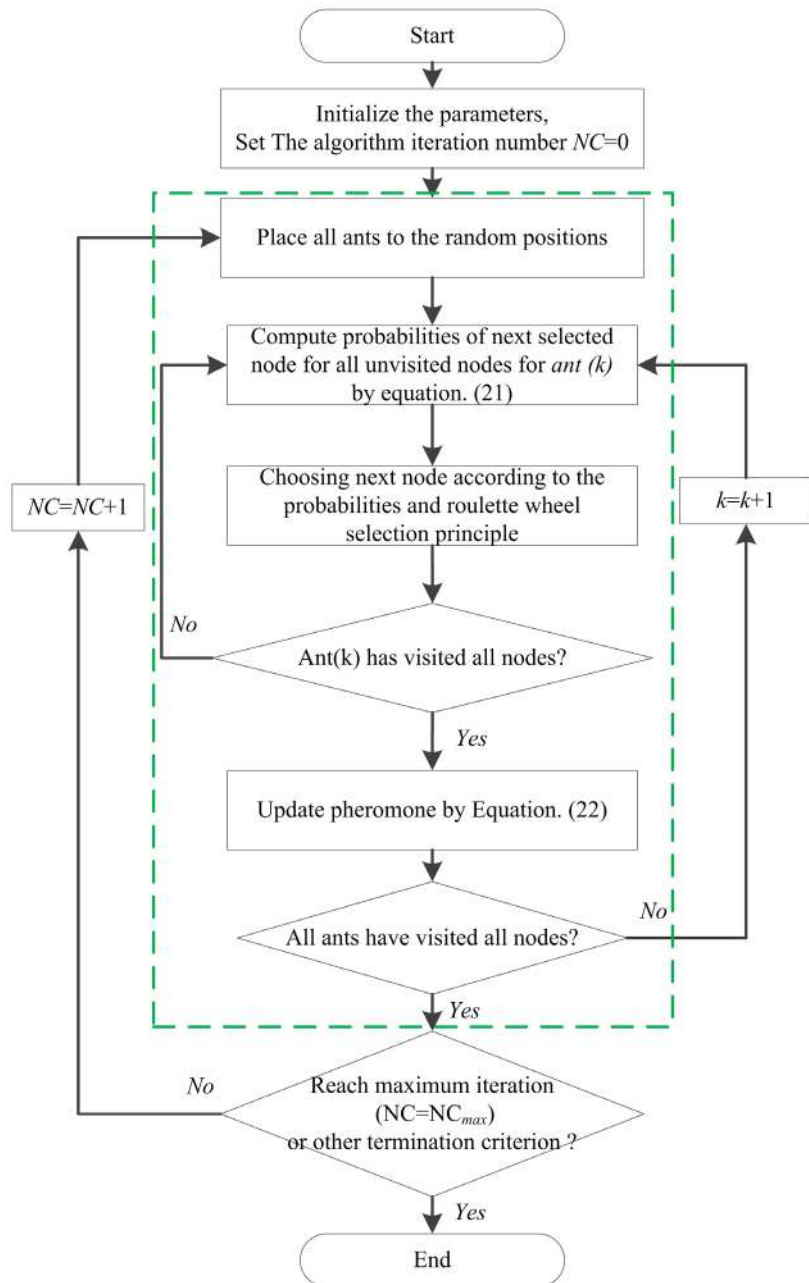 Start
Initialize the parameters,
Set The algorithm iteration number NC=0
Place all ants to the random positions
Compute probabilities of next selected
node for all unvisited nodes for ant (k)
by equation. (21)
Choosing next node according to the
probabilities and roulette wheel
selection principle
NC=NC+1
k=k+1
No
Ant(k) has visited all nodes?
Yes
Update pheromone by Equation. (22)
No
All ants have visited all nodes?
Yes
No
Reach maximum iteration
(NC=NCmax)
or other termination criterion ?
Yes
End